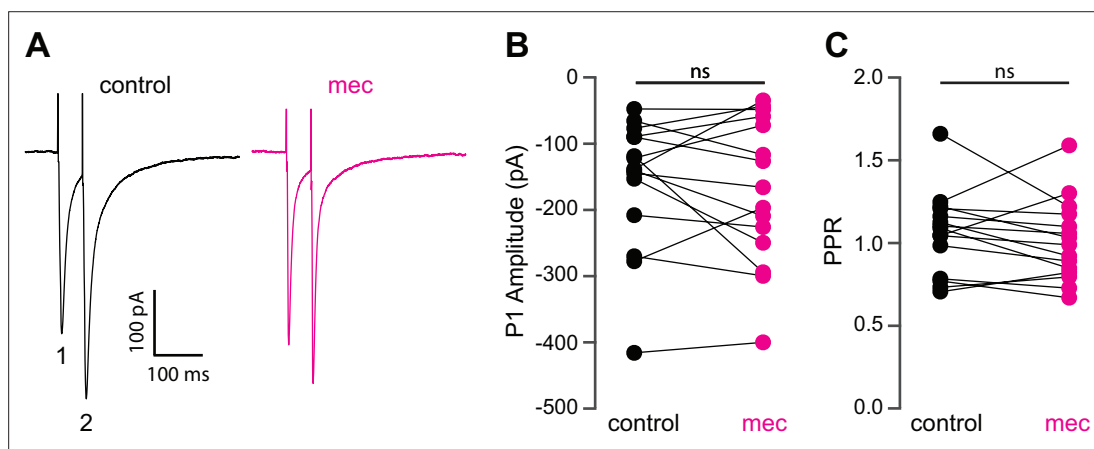 A
control
mec
1
2
100 pA
100 ms
B
ns
P1 Amplitude (pA)
0
-100
-200
-300
-400
-500
control
mec
C
ns
PPR
2.0
1.5
1.0
0.5
0.0
control
mec